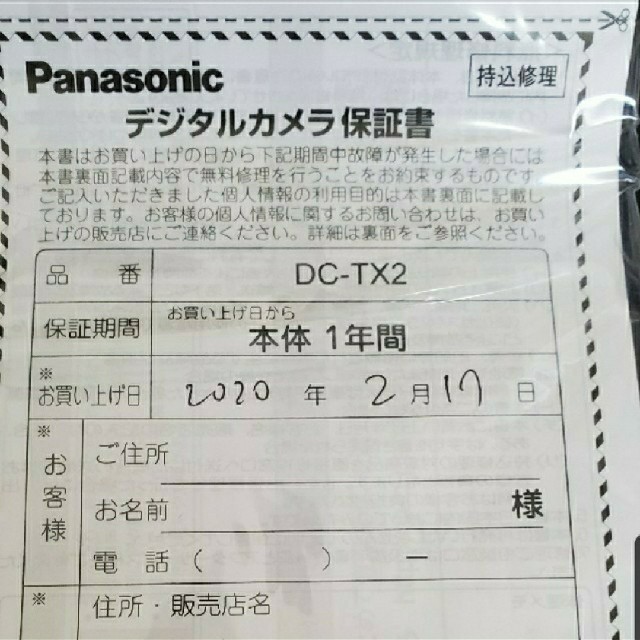 Panasonic
持込修理
デジタルカメラ保証書
本書はお買い上げの日から下記期間中故障が発生した場合には
本書裏面記載内容で無料修理を行うことをお約束するものです。
ご記入いただきました個人情報の利用目的は本書裏面に記載し
ております。お客様の個人情報に関するお問い合わせは、お買い
上げの販売店にご連絡ください。詳細は裏面をご参照ください。
品 番 DC-TX2
保証期間 お買い上げ日から
本体 1年間
※
お買い上げ日 2020 年 2 月 17 日
※
お客様
ご住所
お名前 様
電 話 ( ) ー
※ 住所・販売店名